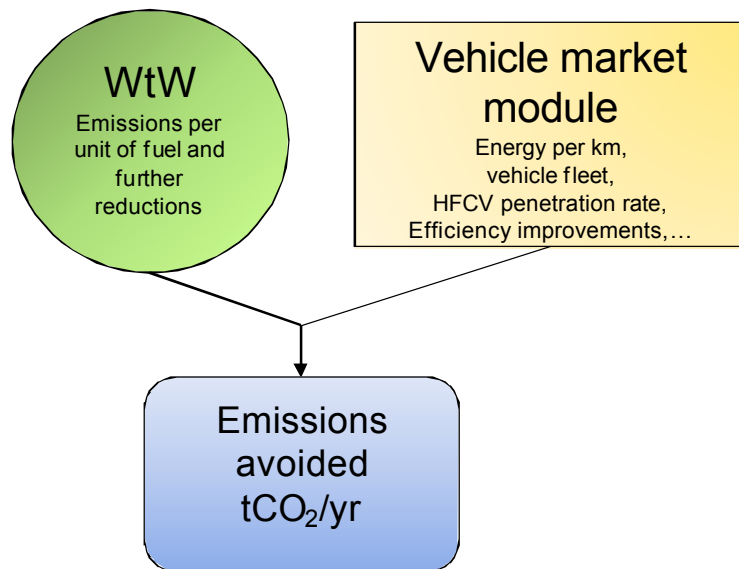 WtW
Emissions per
unit of fuel and
further
reductions
Vehicle market
module
Energy per km,
vehicle fleet,
HFCV penetration rate,
Efficiency improvements,…
Emissions
avoided
tCO₂/yr